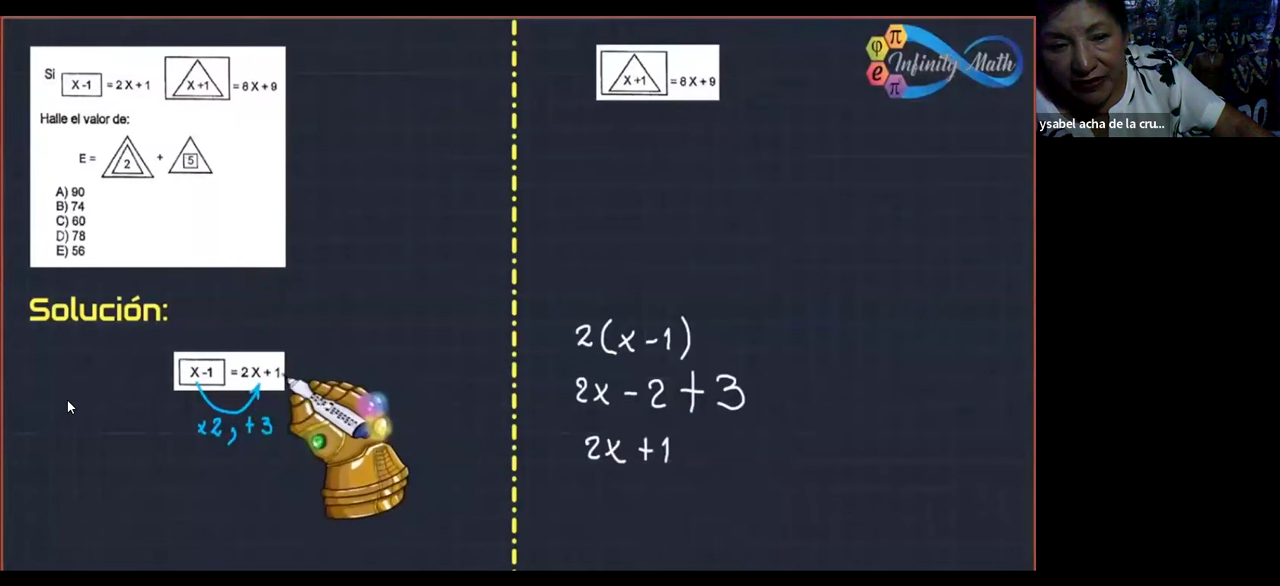 Si X-1 =2X+1 X+1 =8X+9
Halle el valor de:
E= 2 + 5
A) 90
B) 74
C) 60
D) 78
E) 56
Solución:
X-1 =2X+1
x2, +3
X+1 =8X+9
φ π e π Infinity Math
2(x-1)
2x-2+3
2x+1
ysabel acha de la cru...